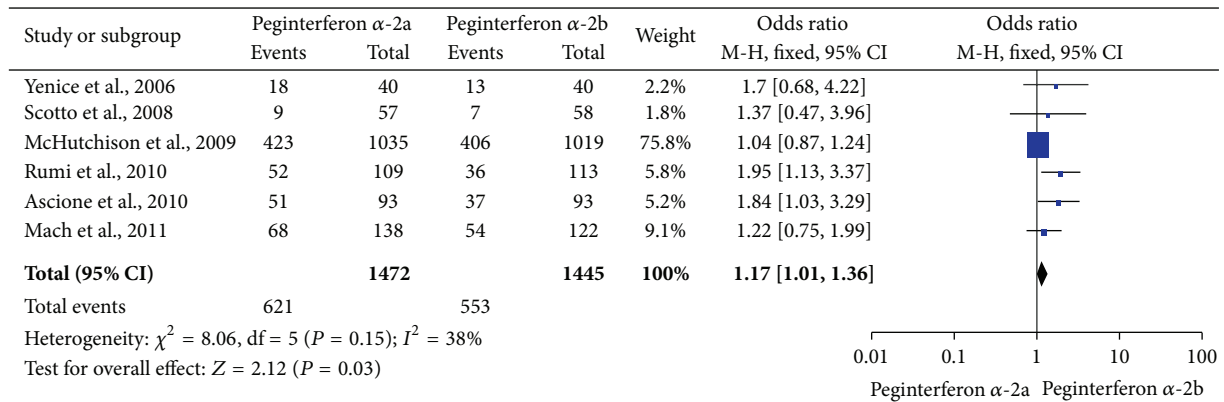 Study or subgroup Peginterferon α-2a Peginterferon α-2b Weight Odds ratio Odds ratio
Events Total Events Total M-H, fixed, 95% CI M-H, fixed, 95% CI
Yenice et al., 2006 18 40 13 40 2.2% 1.7 [0.68, 4.22]
Scotto et al., 2008 9 57 7 58 1.8% 1.37 [0.47, 3.96]
McHutchison et al., 2009 423 1035 406 1019 75.8% 1.04 [0.87, 1.24]
Rumi et al., 2010 52 109 36 113 5.8% 1.95 [1.13, 3.37]
Ascione et al., 2010 51 93 37 93 5.2% 1.84 [1.03, 3.29]
Mach et al., 2011 68 138 54 122 9.1% 1.22 [0.75, 1.99]
Total (95% CI) 1472 1445 100% 1.17 [1.01, 1.36]
Total events 621 553
Heterogeneity: χ² = 8.06, df = 5 (P = 0.15); I² = 38%
Test for overall effect: Z = 2.12 (P = 0.03)
0.01 0.1 1 10 100
Peginterferon α-2a Peginterferon α-2b